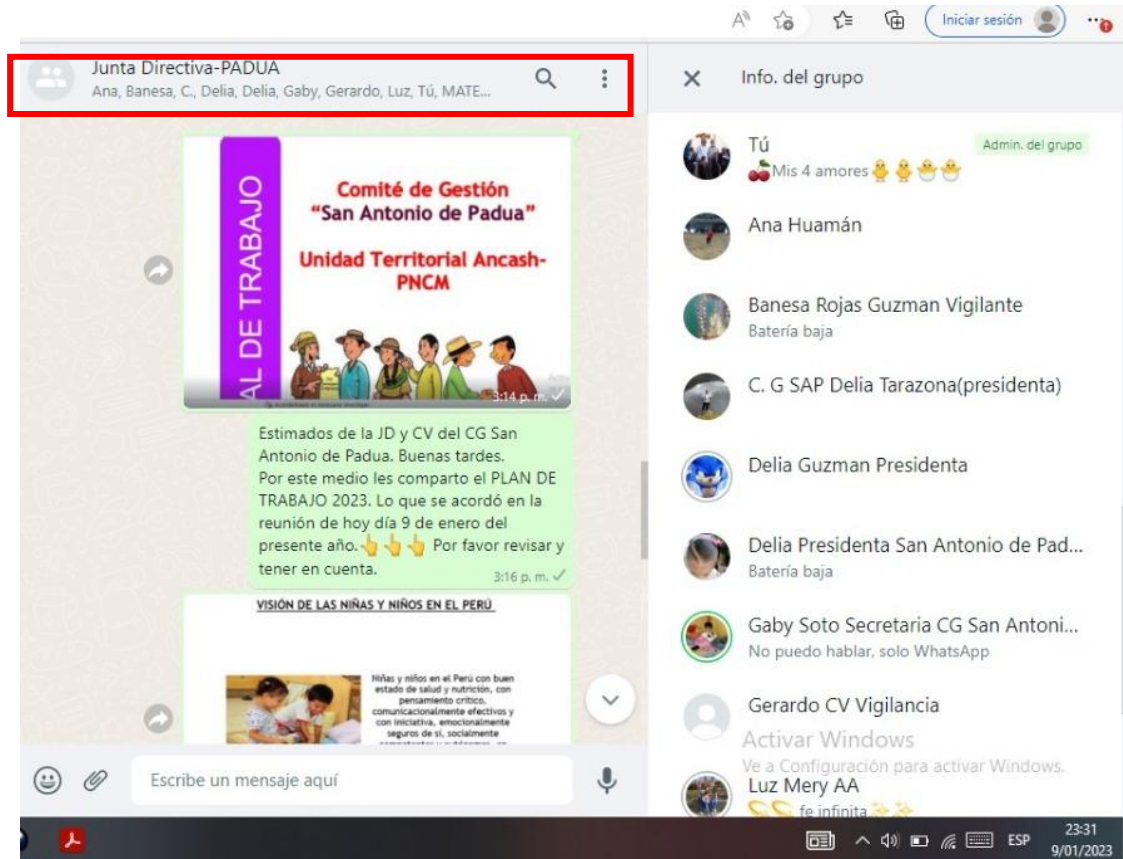 Iniciar sesión
Junta Directiva-PADUA
Ana, Banesa, C., Delia, Delia, Gaby, Gerardo, Luz, Tú, MATE...
Info. del grupo
AL DE TRABAJO
Comité de Gestión
“San Antonio de Padua”
Unidad Territorial Ancash-
PNCM
3:14 p. m.
Estimados de la JD y CV del CG San
Antonio de Padua. Buenas tardes.
Por este medio les comparto el PLAN DE
TRABAJO 2023. Lo que se acordó en la
reunión de hoy día 9 de enero del
presente año.👆👆👆 Por favor revisar y
tener en cuenta.
3:16 p. m.
VISIÓN DE LAS NIÑAS Y NIÑOS EN EL PERÚ
Niñas y niños en el Perú con buen
estado de salud y nutrición, con
pensamiento crítico,
comunicacionalmente efectivos y
con iniciativa, emocionalmente
seguros de sí, socialmente
Escribe un mensaje aquí
Tú
Admin. del grupo
🍒Mis 4 amores🐥🐥🐣🐣
Ana Huamán
Banesa Rojas Guzman Vigilante
Batería baja
C. G SAP Delia Tarazona(presidenta)
Delia Guzman Presidenta
Delia Presidenta San Antonio de Pad...
Batería baja
Gaby Soto Secretaria CG San Antoni...
No puedo hablar, solo WhatsApp
Gerardo CV Vigilancia
Activar Windows
Ve a Configuración para activar Windows.
Luz Mery AA
💫💫 fe infinita✨✨
ESP
23:31
9/01/2023